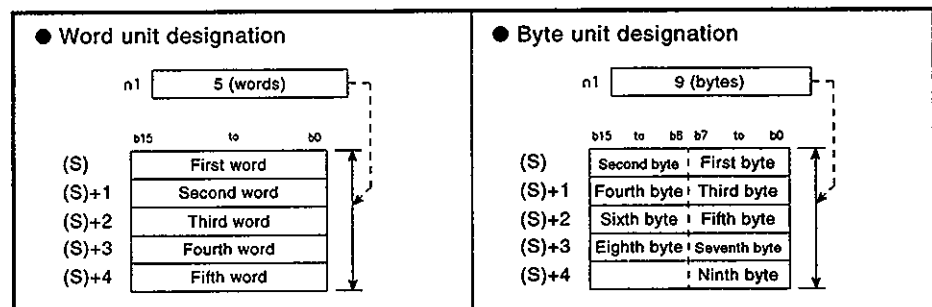 ● Word unit designation
n1 5 (words)
b15 to b0
(S) First word
(S)+1 Second word
(S)+2 Third word
(S)+3 Fourth word
(S)+4 Fifth word
● Byte unit designation
n1 9 (bytes)
b15 to b8 b7 to b0
(S) Second byte First byte
(S)+1 Fourth byte Third byte
(S)+2 Sixth byte Fifth byte
(S)+3 Eighth byte Seventh byte
(S)+4 Ninth byte